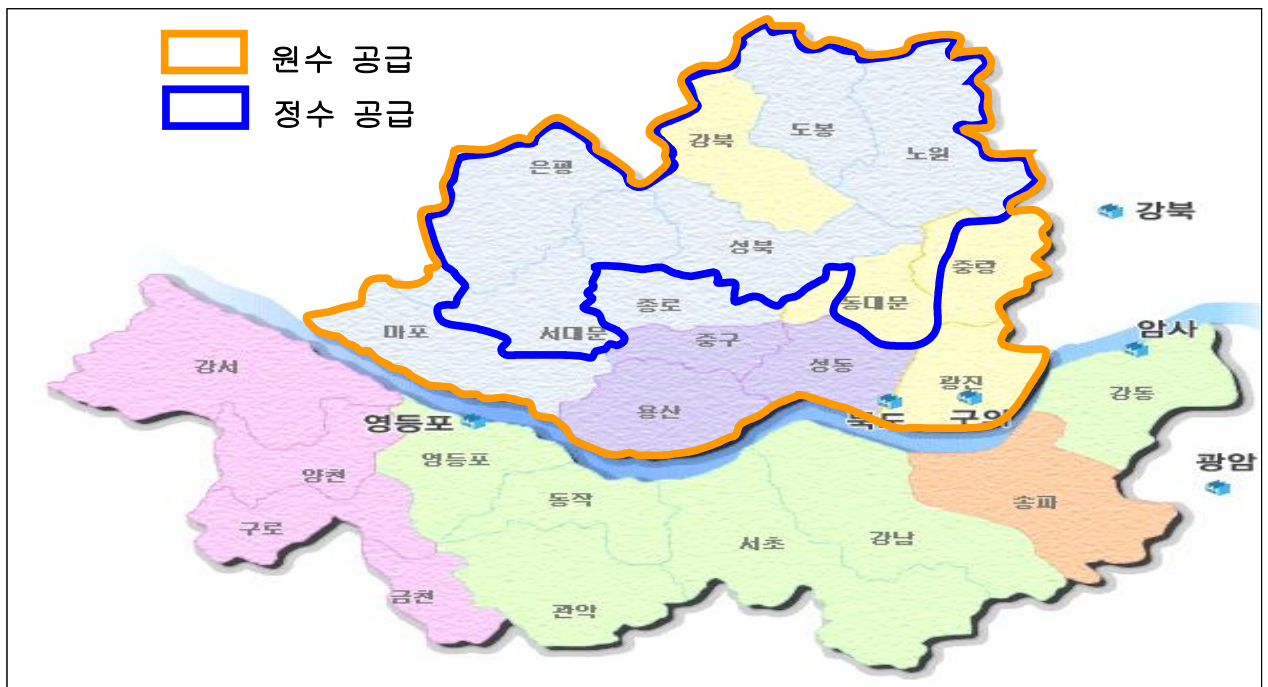 원수 공급
정수 공급
도봉
강북
노원
은평
강북
성북
중랑
동대문
종로
마포
서대문
중구
암사
성동
강서
광진
강동
용산
뚝도
구의
영등포
영등포
광암
양천
동작
송파
구로
서초
강남
금천
관악